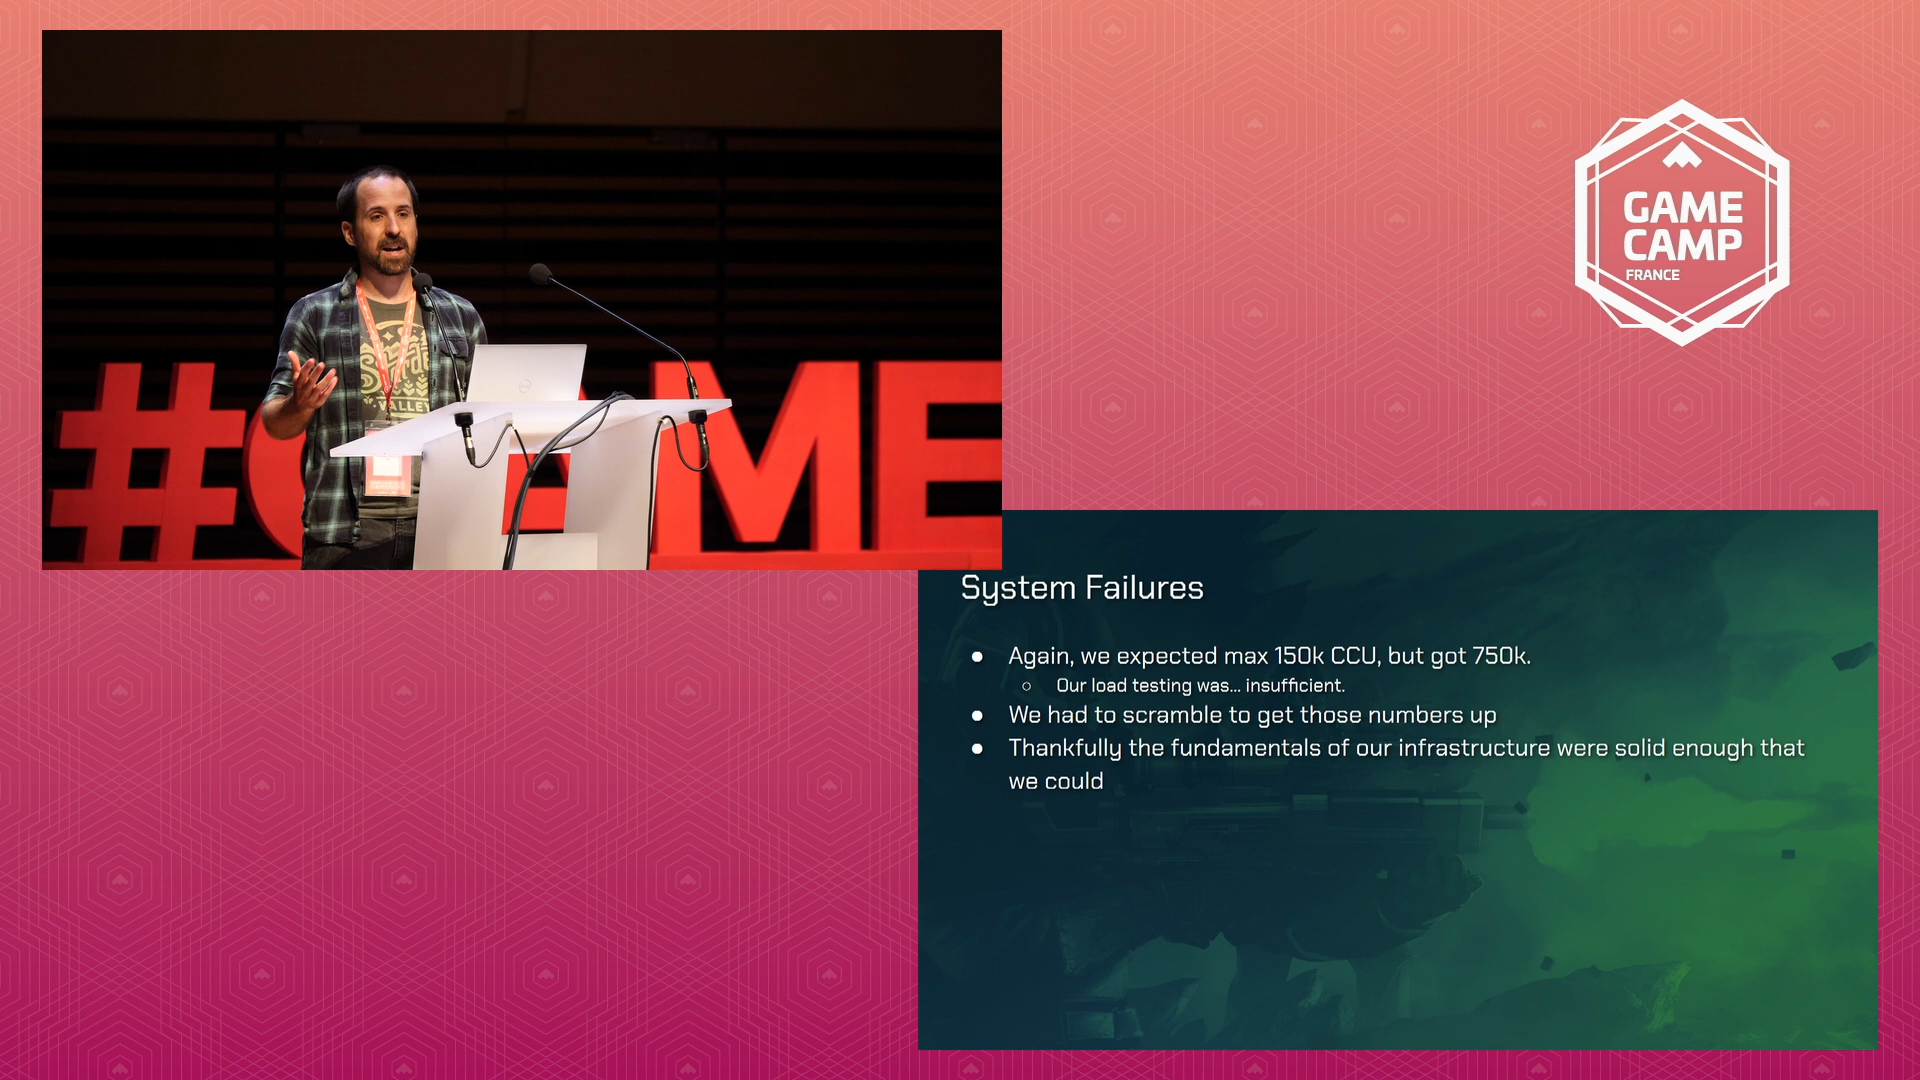 #GAME
VALLEY
GAME
CAMP
FRANCE
System Failures
● Again, we expected max 150k CCU, but got 750k.
○ Our load testing was... insufficient.
● We had to scramble to get those numbers up
● Thankfully the fundamentals of our infrastructure were solid enough that
we could